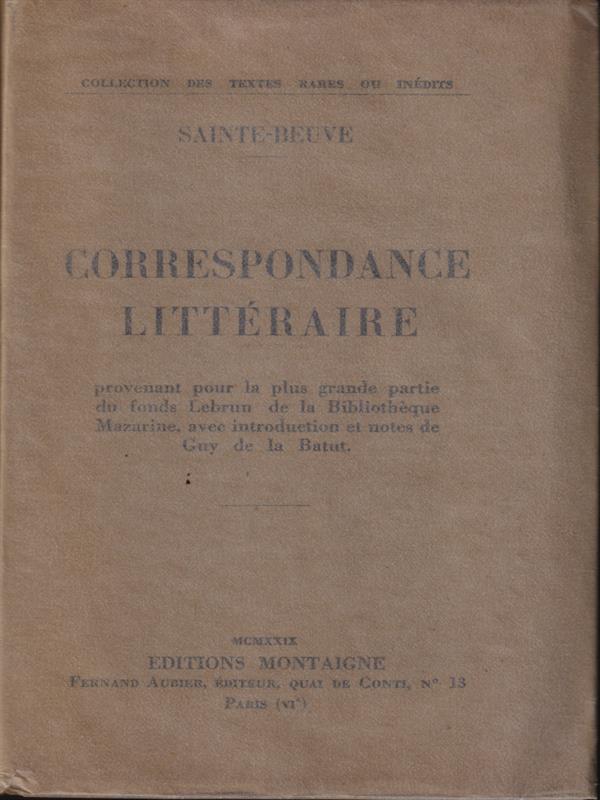 COLLECTION DES TEXTES RARES OU INÉDITS
SAINTE-BEUVE
CORRESPONDANCE
LITTÉRAIRE
provenant pour la plus grande partie
du fonds Lebrun de la Bibliothèque
Mazarine, avec introduction et notes de
Guy de la Batut.
MCMXXIX
EDITIONS MONTAIGNE
FERNAND AUBIER, ÉDITEUR, QUAI DE CONTI, Nº 13
PARIS (VIᵉ)